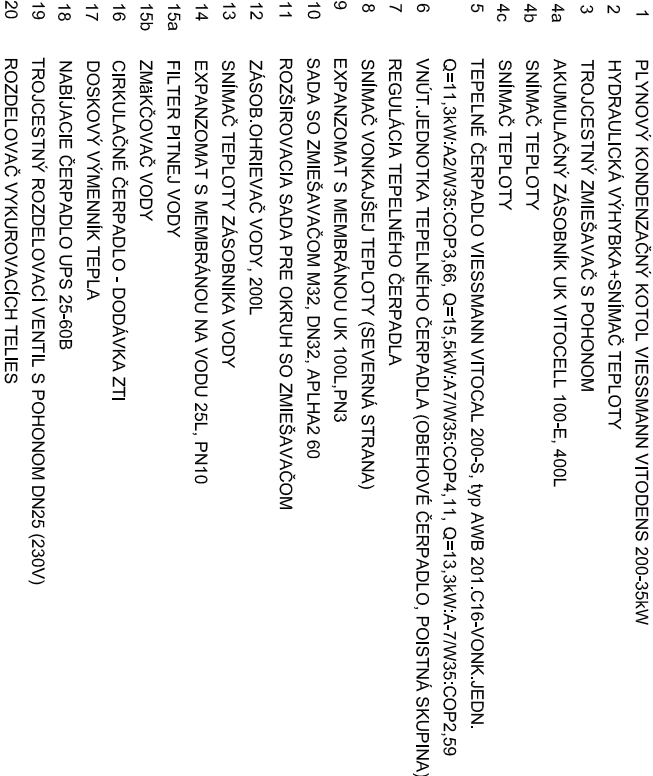 1 PLYNOVÝ KONDENZAČNÝ KOTOL VIESSMANN VITODENS 200-35kW
2 HYDRAULICKÁ VÝHYBKA+SNÍMAČ TEPLOTY
3 TROJCESTNÝ ZMIEŠAVAČ S POHONOM
4a AKUMULAČNÝ ZÁSOBNÍK UK VITOCELL 100-E, 400L
4b SNÍMAČ TEPLOTY
4c SNÍMAČ TEPLOTY
5 TEPELNÉ ČERPADLO VIESSMANN VITOCAL 200-S, typ AWB 201.C16-VONK.JEDN.
Q=11,3kW:A2/W35:COP3,66, Q=15,5kW:A7/W35:COP4,11, Q=13,3kW:A-7/W35:COP2,59
6 VNÚT.JEDNOTKA TEPELNÉHO ČERPADLA (OBEHOVÉ ČERPADLO, POISTNÁ SKUPINA)
7 REGULÁCIA TEPELNÉHO ČERPADLA
8 SNÍMAČ VONKAJŠEJ TEPLOTY (SEVERNÁ STRANA)
9 EXPANZOMAT S MEMBRÁNOU UK 100L,PN3
10 SADA SO ZMIEŠAVAČOM M32, DN32, APLHA2 60
11 ROZŠIROVACIA SADA PRE OKRUH SO ZMIEŠAVAČOM
12 ZÁSOB.OHRIEVAČ VODY, 200L
13 SNÍMAČ TEPLOTY ZÁSOBNIKA VODY
14 EXPANZOMAT S MEMBRÁNOU NA VODU 25L, PN10
15a FILTER PITNEJ VODY
15b ZMäKČOVAČ VODY
16 CIRKULAČNÉ ČERPADLO - DODÁVKA ZTI
17 DOSKOVÝ VÝMENNÍK TEPLA
18 NABÍJACIE ČERPADLO UPS 25-60B
19 TROJCESTNÝ ROZDELOVACÍ VENTIL S POHONOM DN25 (230V)
20 ROZDELOVAČ VYKUROVACÍCH TELIES